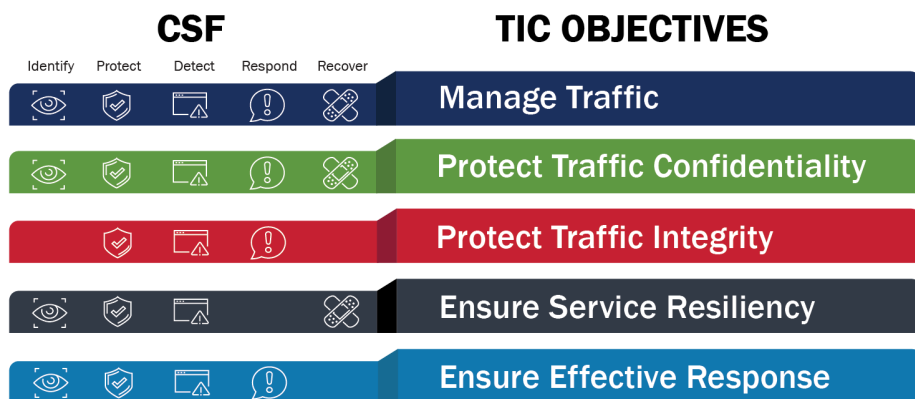 CSF
TIC OBJECTIVES
Identify Protect Detect Respond Recover
Manage Traffic
Protect Traffic Confidentiality
Protect Traffic Integrity
Ensure Service Resiliency
Ensure Effective Response